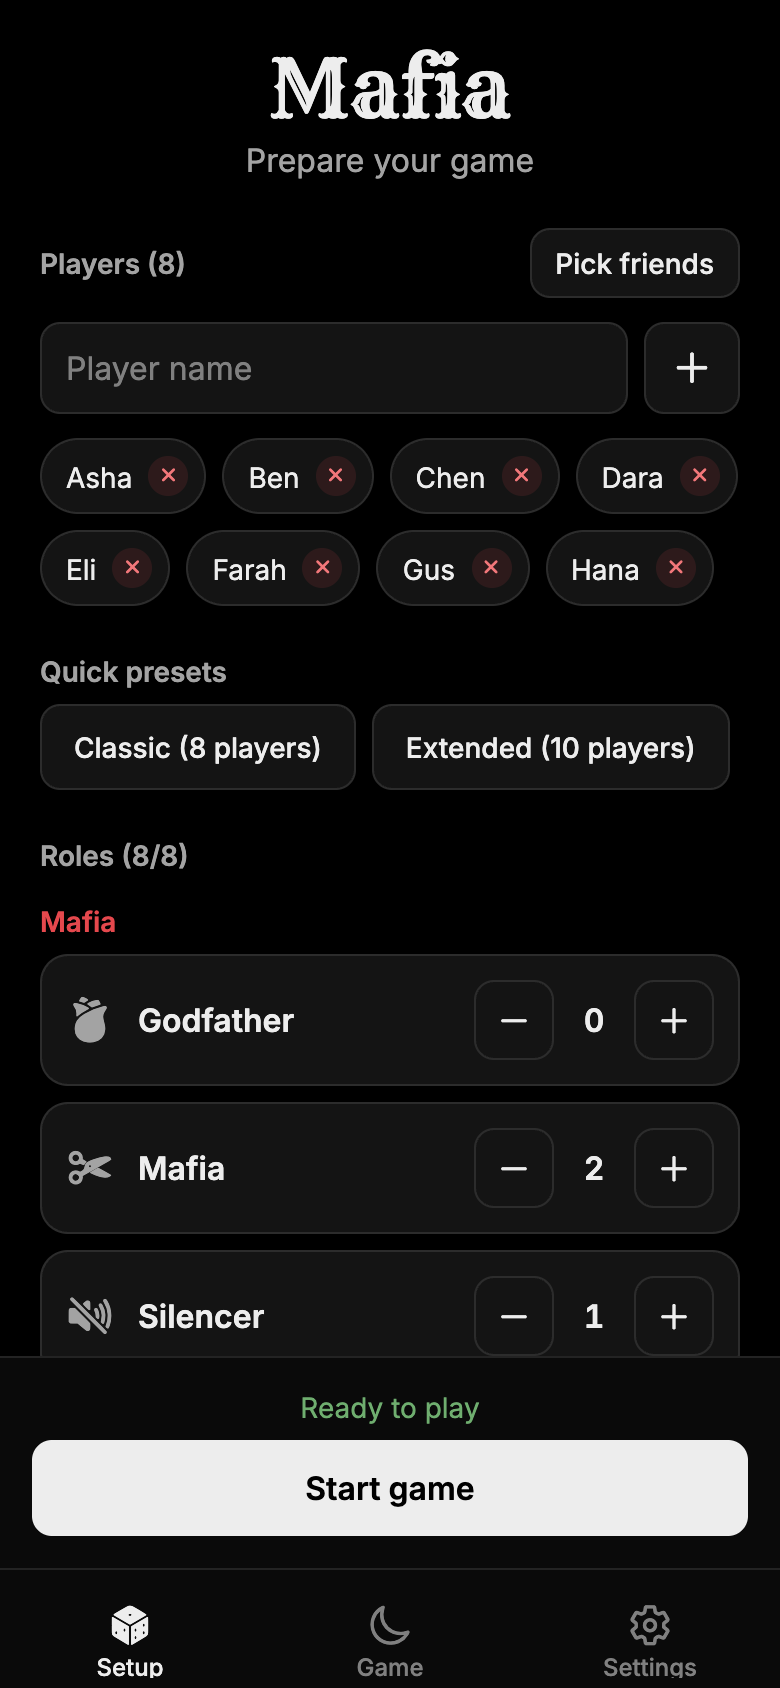 Mafia
Prepare your game
Players (8)
Pick friends
Player name
Asha
Ben
Chen
Dara
Eli
Farah
Gus
Hana
Quick presets
Classic (8 players)
Extended (10 players)
Roles (8/8)
Mafia
Godfather
0
Mafia
2
Silencer
1
Ready to play
Start game
Setup
Game
Settings